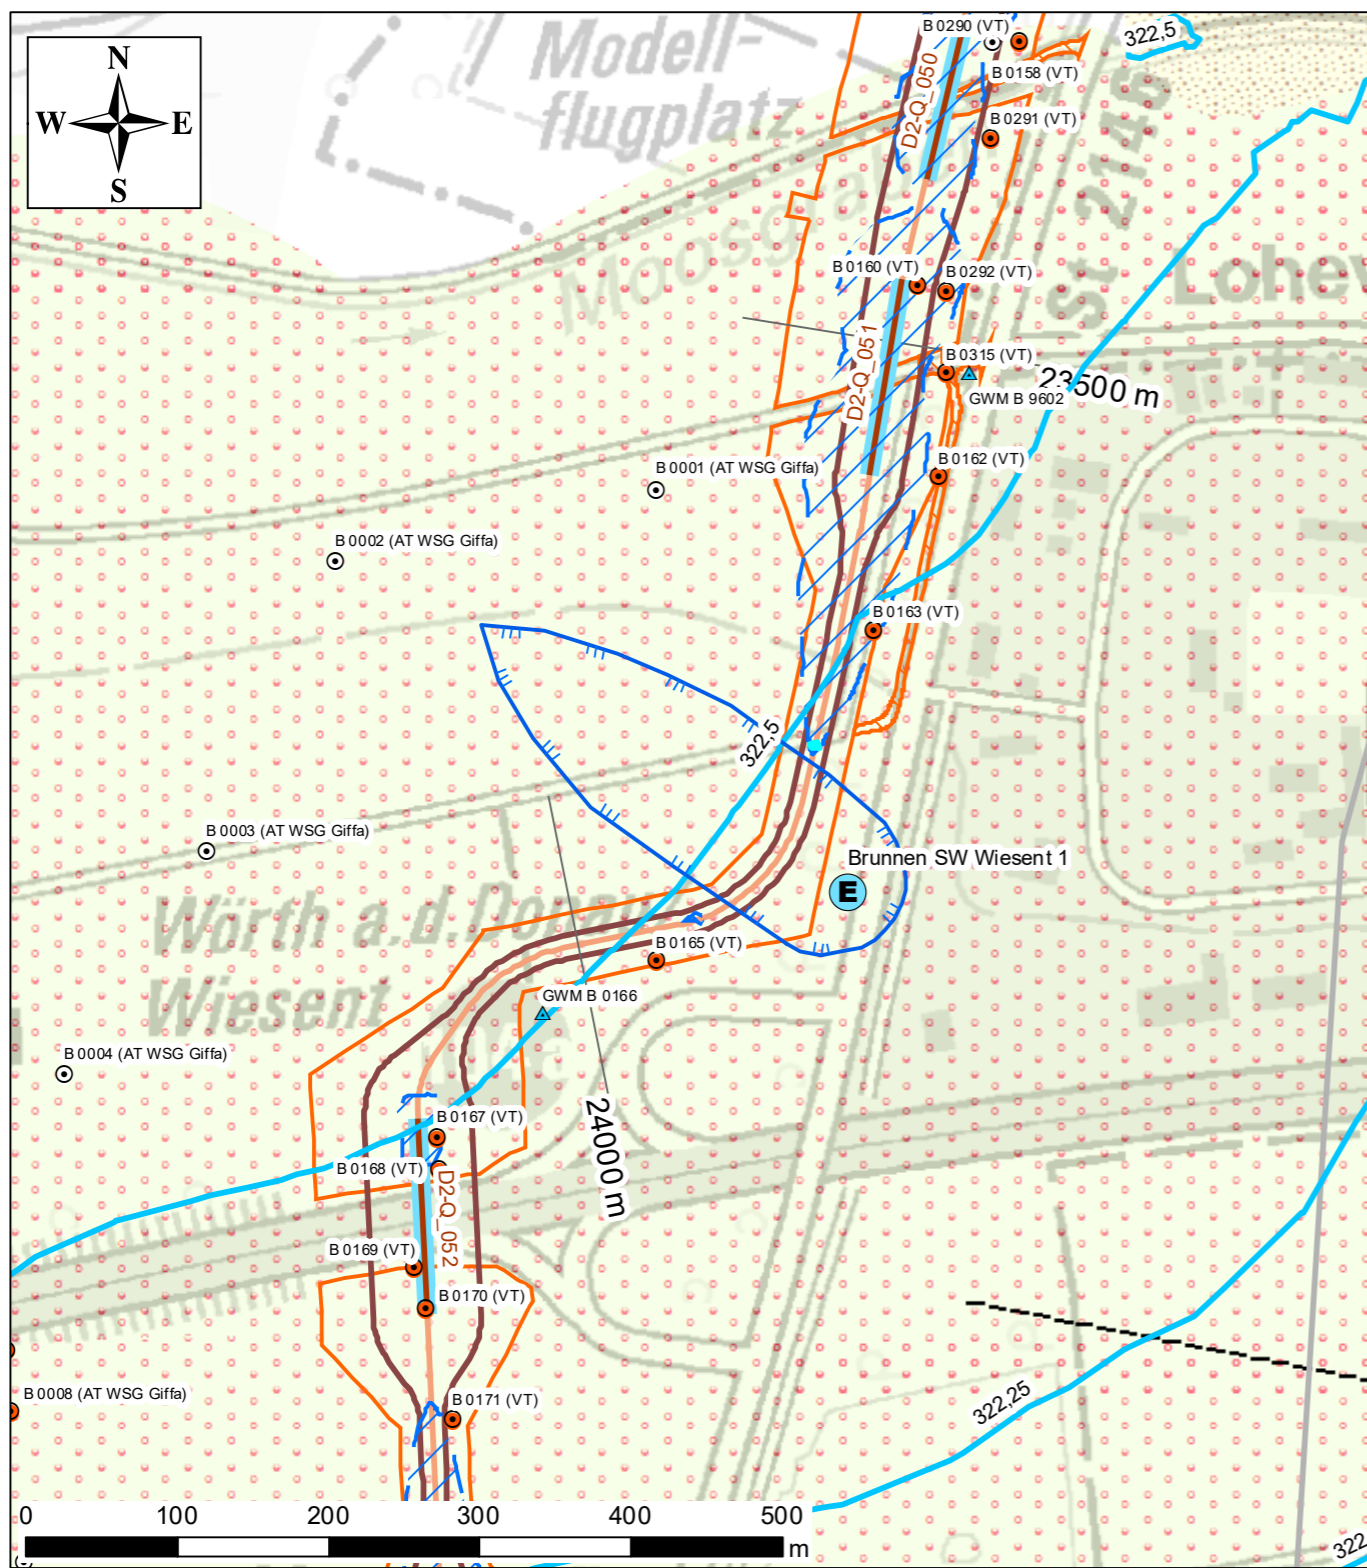 N
W E
S
Modell-
flugplatz
B 0290 (VT)
322,5
B 0158 (VT)
D2-Q_050
B 0291 (VT)
St 2146
Moosgra
B 0160 (VT)
B 0292 (VT)
Lohev
D2-Q_051
B 0315 (VT)
23500 m
GWM B 9602
B 0001 (AT WSG Giffa)
B 0162 (VT)
B 0002 (AT WSG Giffa)
B 0163 (VT)
322,5
B 0003 (AT WSG Giffa)
Brunnen SW Wiesent 1
E
Wörth a.d.Donau
Wiesent
B 0165 (VT)
GWM B 0166
B 0004 (AT WSG Giffa)
24000 m
B 0167 (VT)
B 0168 (VT)
D2-Q_052
B 0169 (VT)
B 0170 (VT)
B 0008 (AT WSG Giffa)
B 0171 (VT)
322,25
0 100 200 300 400 500
m
322